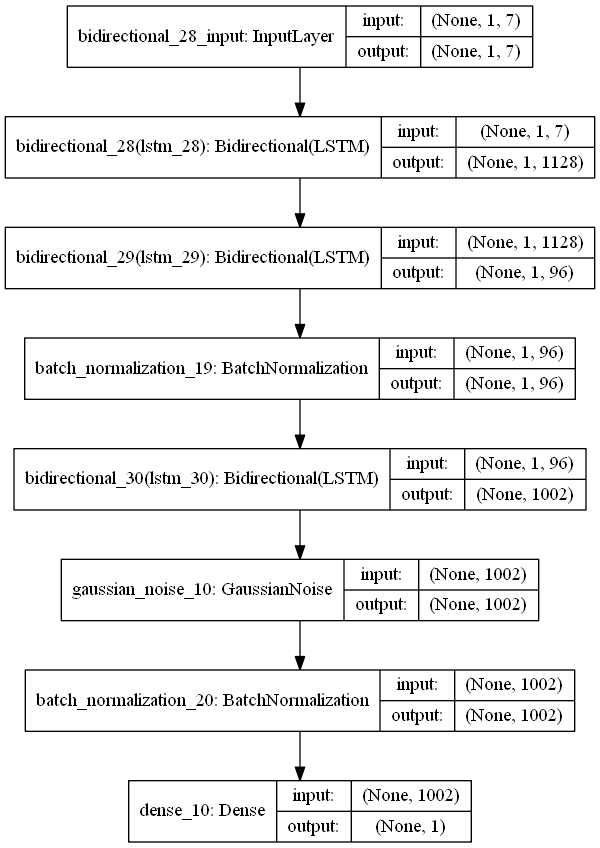 bidirectional_28_input: InputLayer input: (None, 1, 7)
output: (None, 1, 7)
bidirectional_28(lstm_28): Bidirectional(LSTM) input: (None, 1, 7)
output: (None, 1, 1128)
bidirectional_29(lstm_29): Bidirectional(LSTM) input: (None, 1, 1128)
output: (None, 1, 96)
batch_normalization_19: BatchNormalization input: (None, 1, 96)
output: (None, 1, 96)
bidirectional_30(lstm_30): Bidirectional(LSTM) input: (None, 1, 96)
output: (None, 1002)
gaussian_noise_10: GaussianNoise input: (None, 1002)
output: (None, 1002)
batch_normalization_20: BatchNormalization input: (None, 1002)
output: (None, 1002)
dense_10: Dense input: (None, 1002)
output: (None, 1)